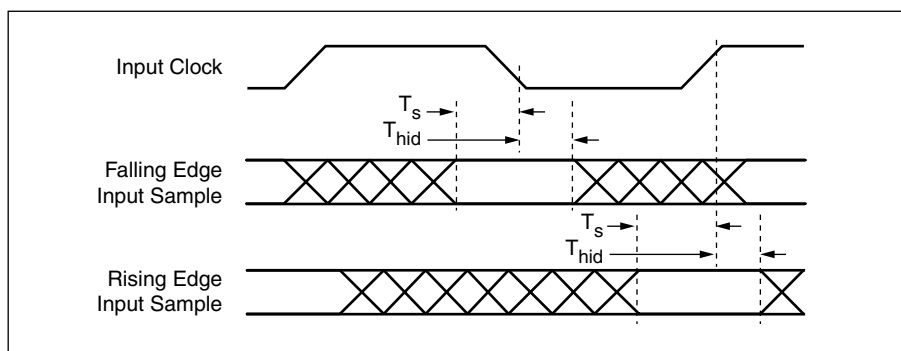 Input Clock
Ts
Thid
Falling Edge
Input Sample
Ts
Thid
Rising Edge
Input Sample